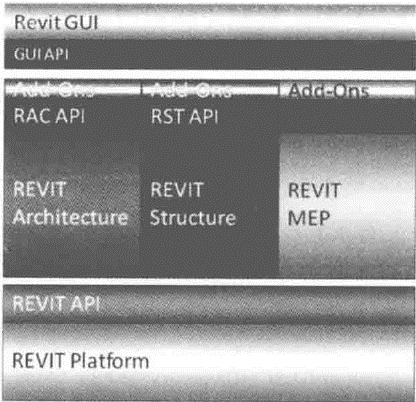 Revit GUI
GUI API
Add-Ons Add-Ons Add-Ons
RAC API RST API
REVIT Architecture
REVIT Structure
REVIT MEP
REVIT API
REVIT Platform